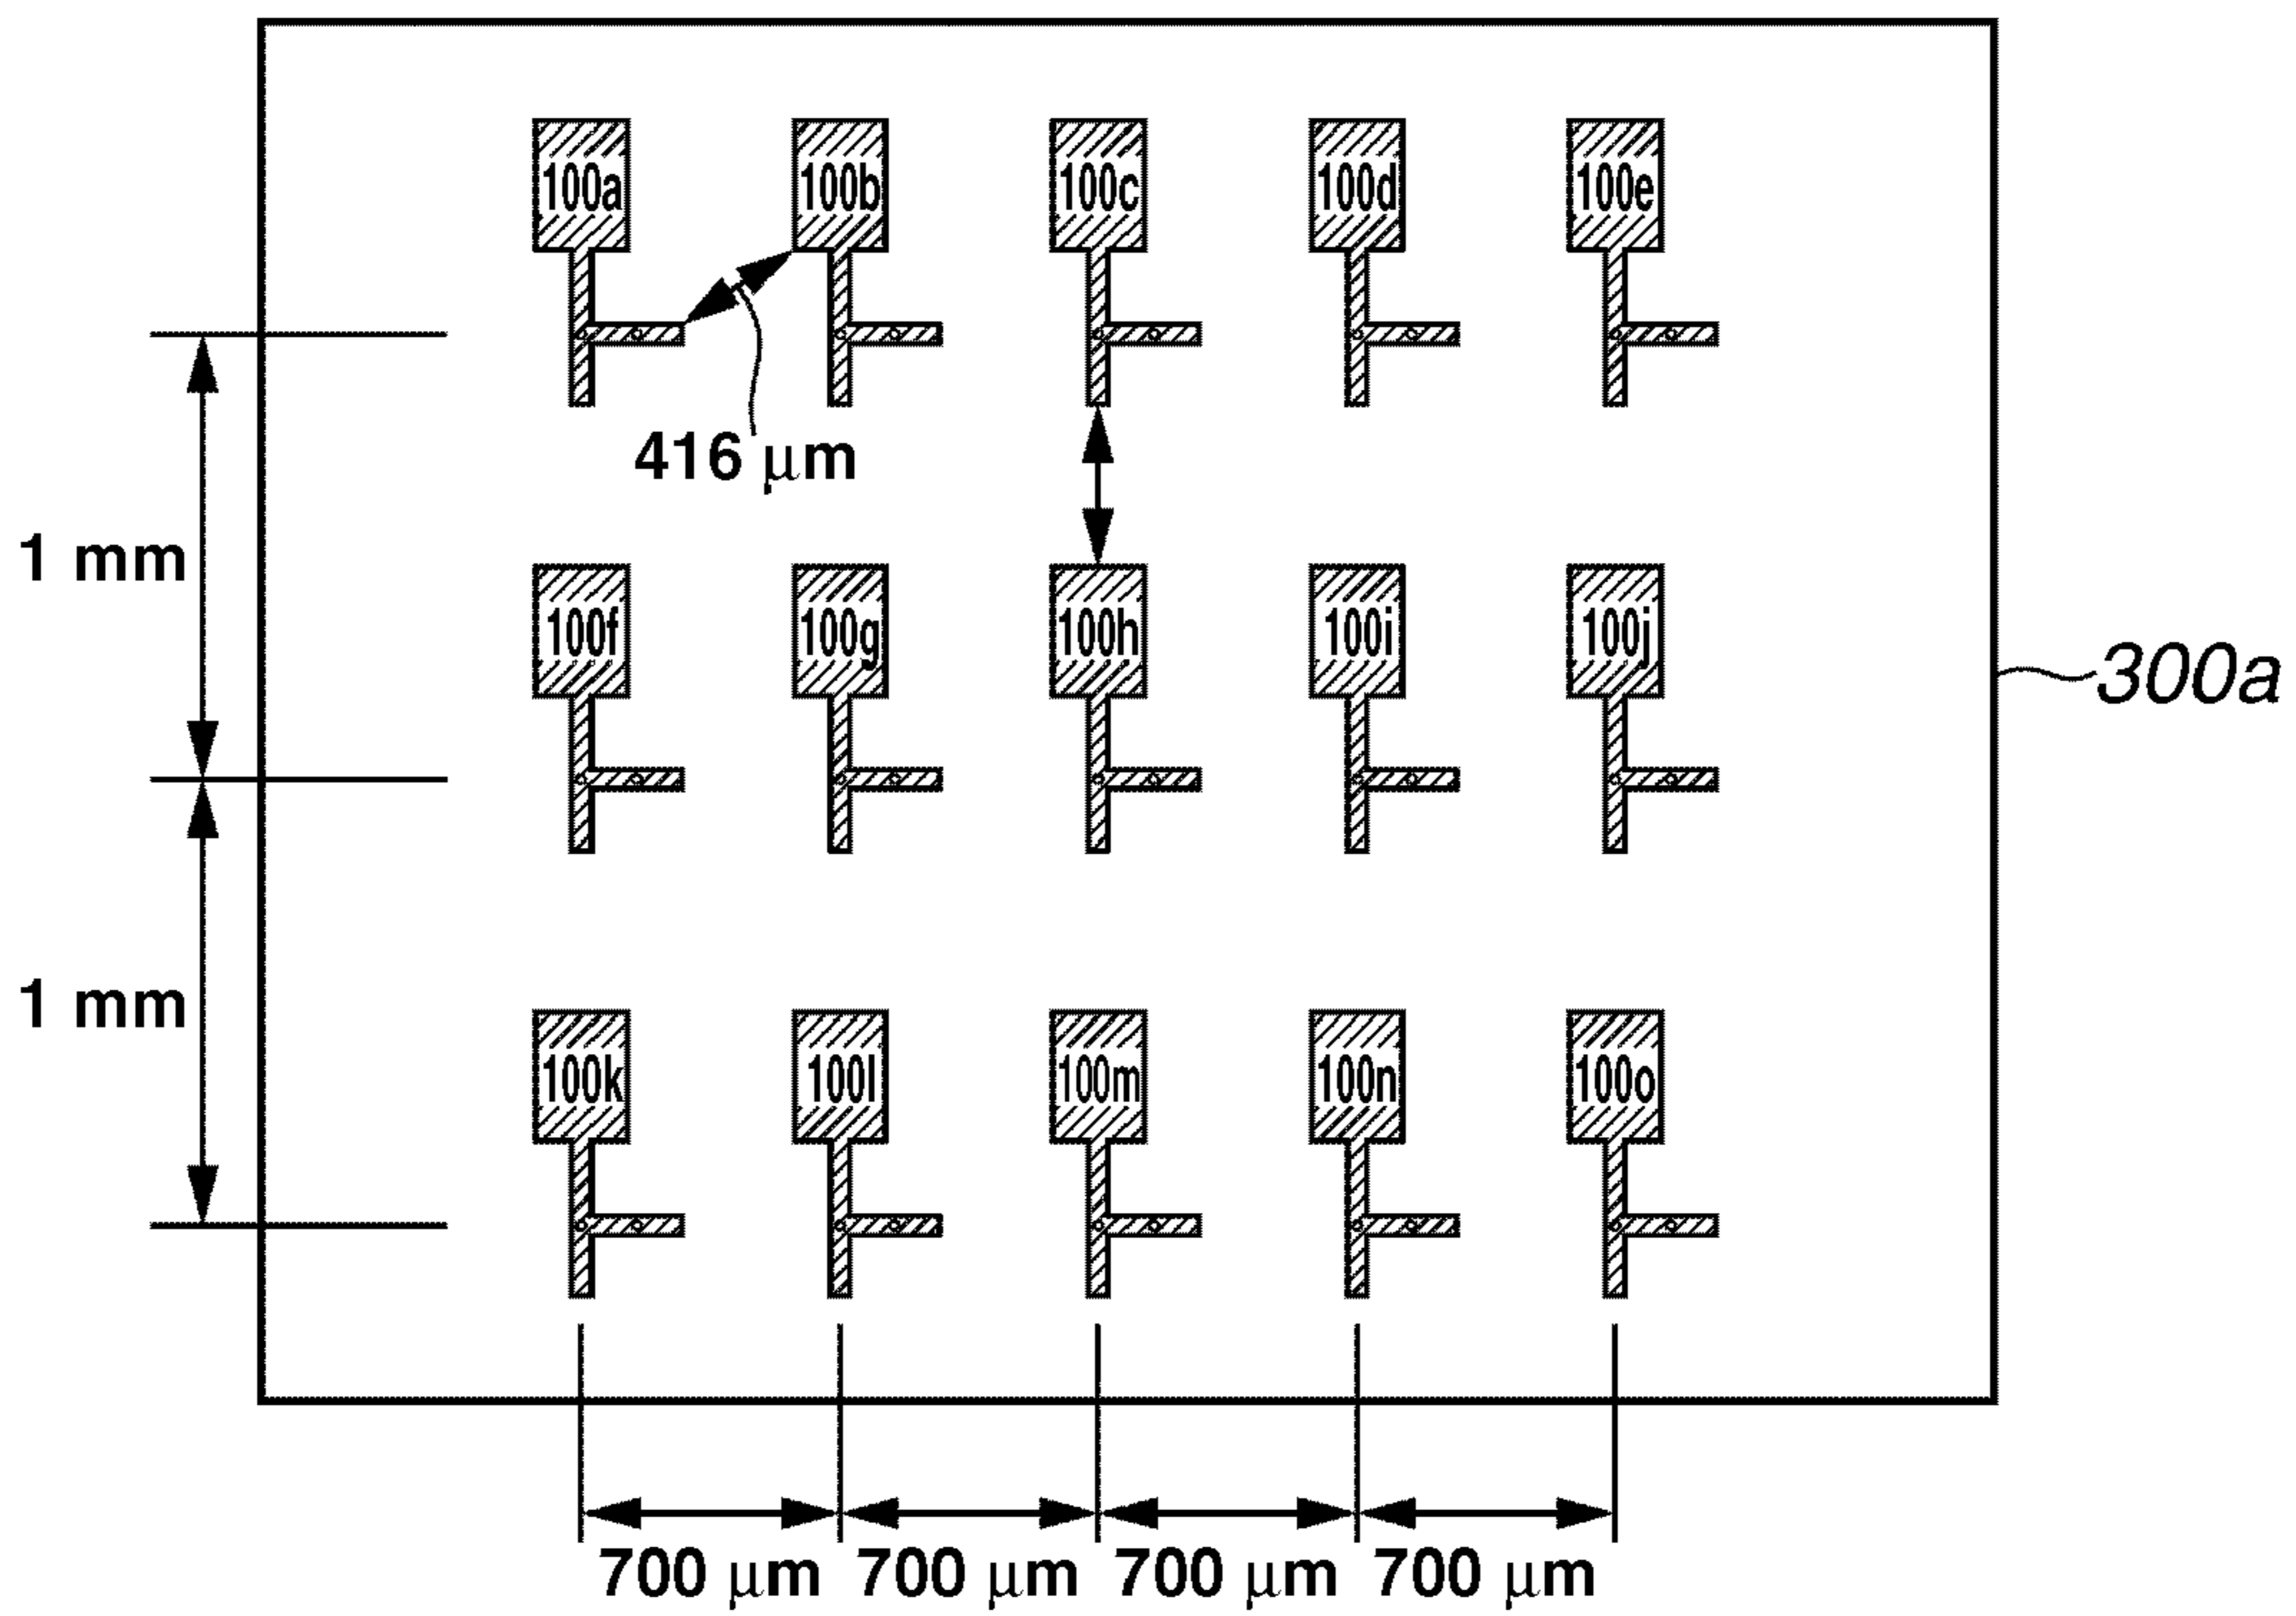 100a 100b 100c 100d 100e
416 μm
1 mm
100f 100g 100h 100i 100j
300a
1 mm
100k 100l 100m 100n 100o
700 μm 700 μm 700 μm 700 μm